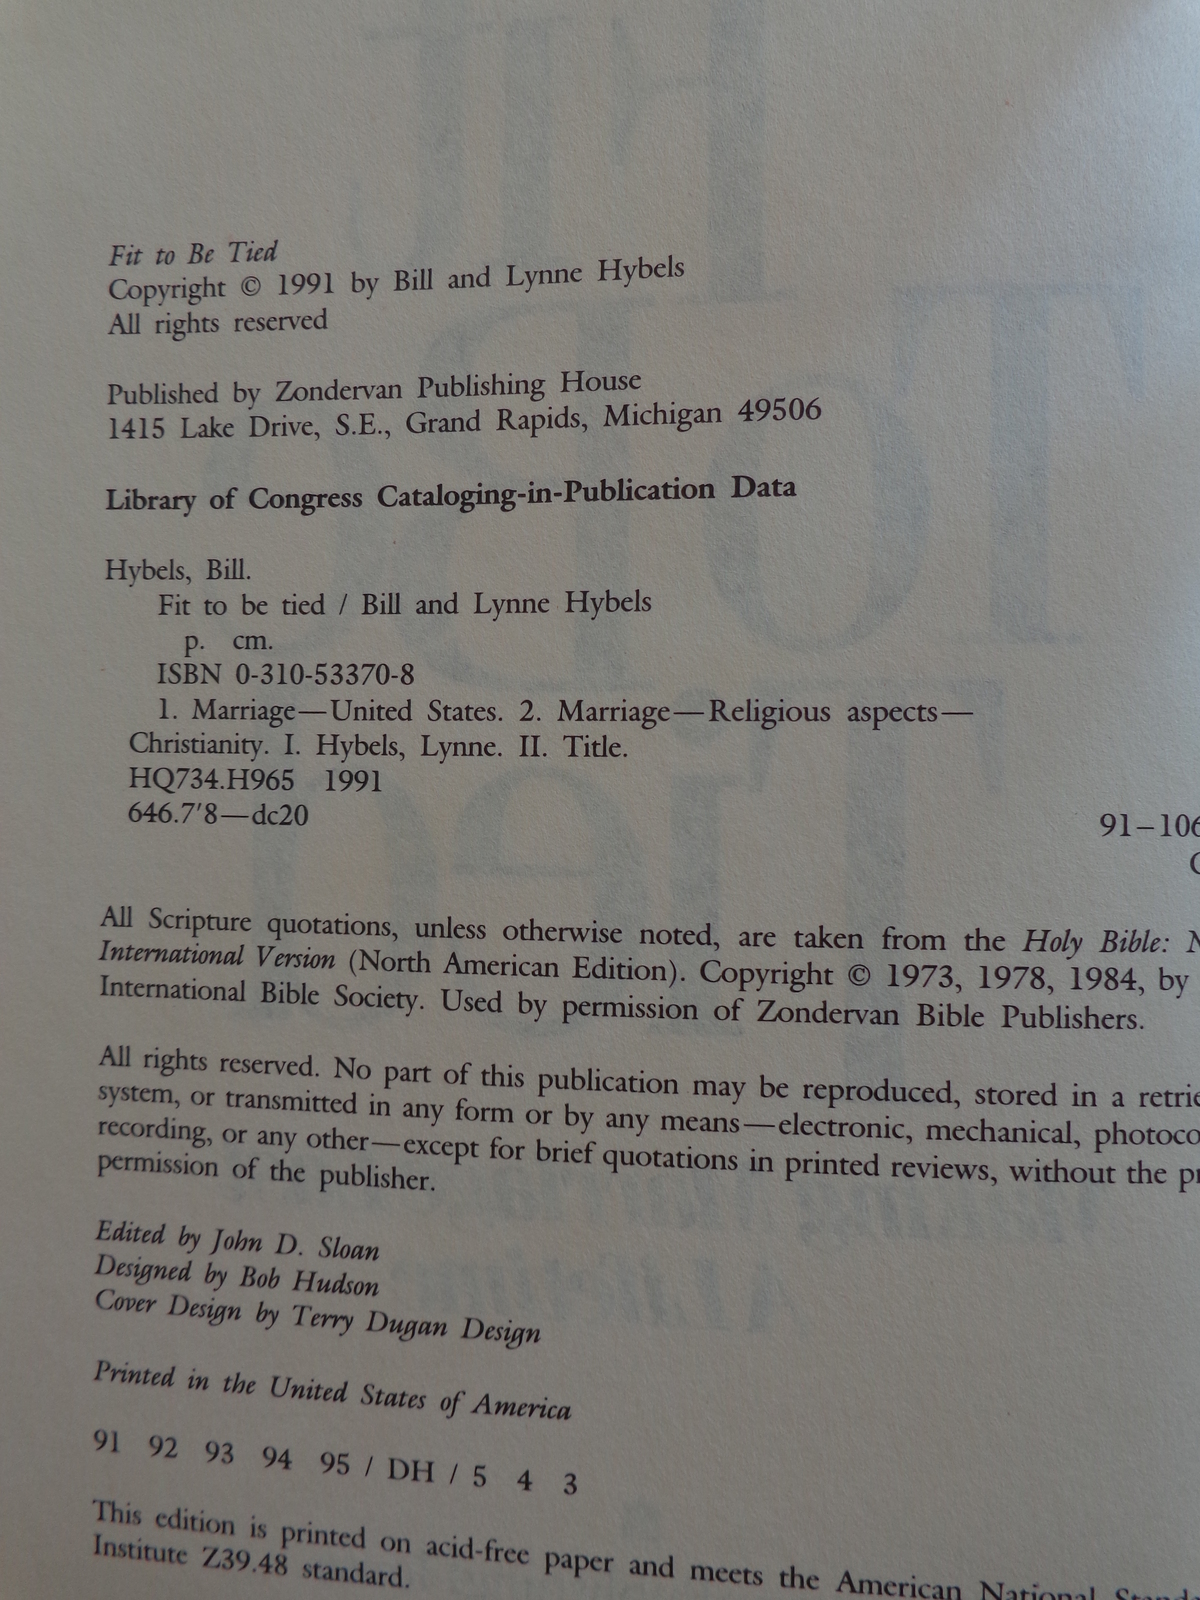 Fit to Be Tied
Copyright © 1991 by Bill and Lynne Hybels
All rights reserved
Published by Zondervan Publishing House
1415 Lake Drive, S.E., Grand Rapids, Michigan 49506
Library of Congress Cataloging-in-Publication Data
Hybels, Bill.
Fit to be tied / Bill and Lynne Hybels
p. cm.
ISBN 0-310-53370-8
1. Marriage—United States. 2. Marriage—Religious aspects—
Christianity. I. Hybels, Lynne. II. Title.
HQ734.H965 1991
646.7'8—dc20
91–106
All Scripture quotations, unless otherwise noted, are taken from the Holy Bible:
International Version (North American Edition). Copyright © 1973, 1978, 1984, by
International Bible Society. Used by permission of Zondervan Bible Publishers.
All rights reserved. No part of this publication may be reproduced, stored in a retrie
system, or transmitted in any form or by any means—electronic, mechanical, photoco
recording, or any other—except for brief quotations in printed reviews, without the pr
permission of the publisher.
Edited by John D. Sloan
Designed by Bob Hudson
Cover Design by Terry Dugan Design
Printed in the United States of America
91 92 93 94 95 / DH / 5 4 3
This edition is printed on acid-free paper and meets the American National Standa
Institute Z39.48 standard.